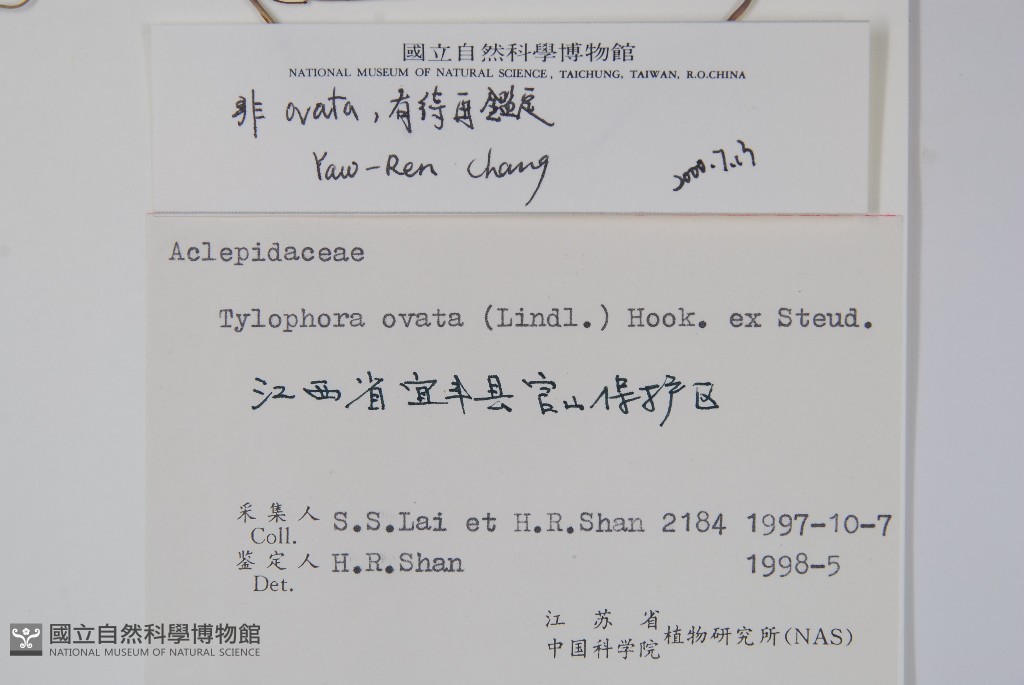 國立自然科學博物館
NATIONAL MUSEUM OF NATURAL SCIENCE, TAICHUNG, TAIWAN, R.O.CHINA
非 ovata,有待再鑑定
Yaw-Ren Chang
2000.7.17
Aclepidaceae
Tylophora ovata (Lindl.) Hook. ex Steud.
江西省宜丰县官山保护区
采集人 S.S.Lai et H.R.Shan 2184 1997-10-7
Coll.
鉴定人 H.R.Shan 1998-5
Det.
江苏省
中国科学院植物研究所(NAS)
國立自然科學博物館
NATIONAL MUSEUM OF NATURAL SCIENCE